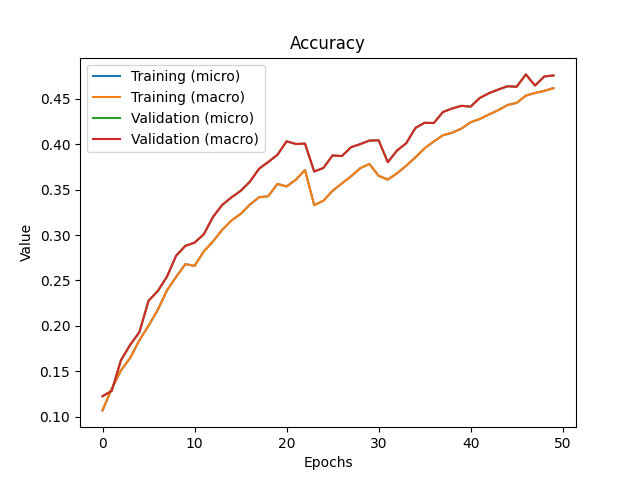 Accuracy
Training (micro)
Training (macro)
Validation (micro)
Validation (macro)
0.45
0.40
0.35
0.30
0.25
0.20
0.15
0.10
Value
0 10 20 30 40 50
Epochs